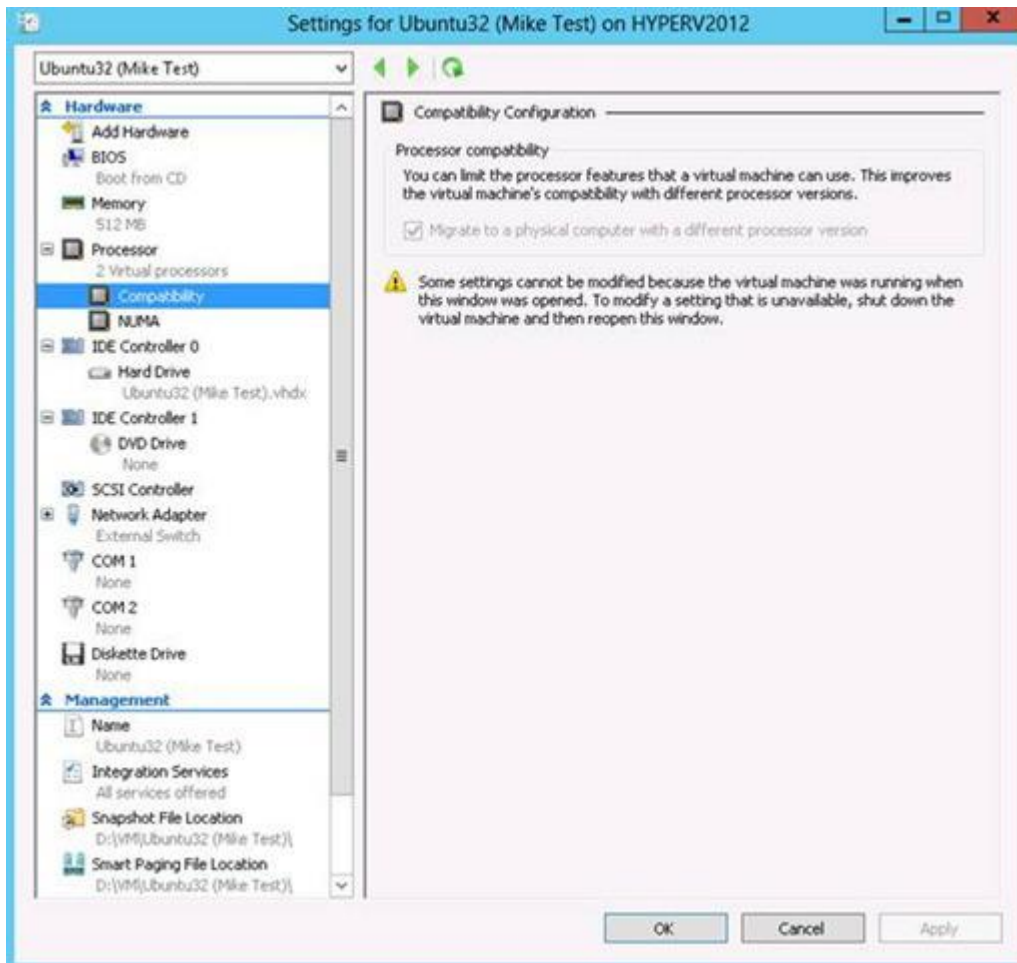 Settings for Ubuntu32 (Mike Test) on HYPERV2012
Ubuntu32 (Mike Test)
Hardware
Add Hardware
BIOS
Boot from CD
Memory
512 MB
Processor
2 Virtual processors
Compatibility
NUMA
IDE Controller 0
Hard Drive
Ubuntu32 (Mike Test).vhdx
IDE Controller 1
DVD Drive
None
SCSI Controller
Network Adapter
External Switch
COM 1
None
COM 2
None
Diskette Drive
None
Management
Name
Ubuntu32 (Mike Test)
Integration Services
All services offered
Snapshot File Location
D:\VM\Ubuntu32 (Mike Test)\
Smart Paging File Location
D:\VM\Ubuntu32 (Mike Test)\
Compatibility Configuration
Processor compatibility
You can limit the processor features that a virtual machine can use. This improves
the virtual machine's compatibility with different processor versions.
Migrate to a physical computer with a different processor version
Some settings cannot be modified because the virtual machine was running when
this window was opened. To modify a setting that is unavailable, shut down the
virtual machine and then reopen this window.
OK
Cancel
Apply